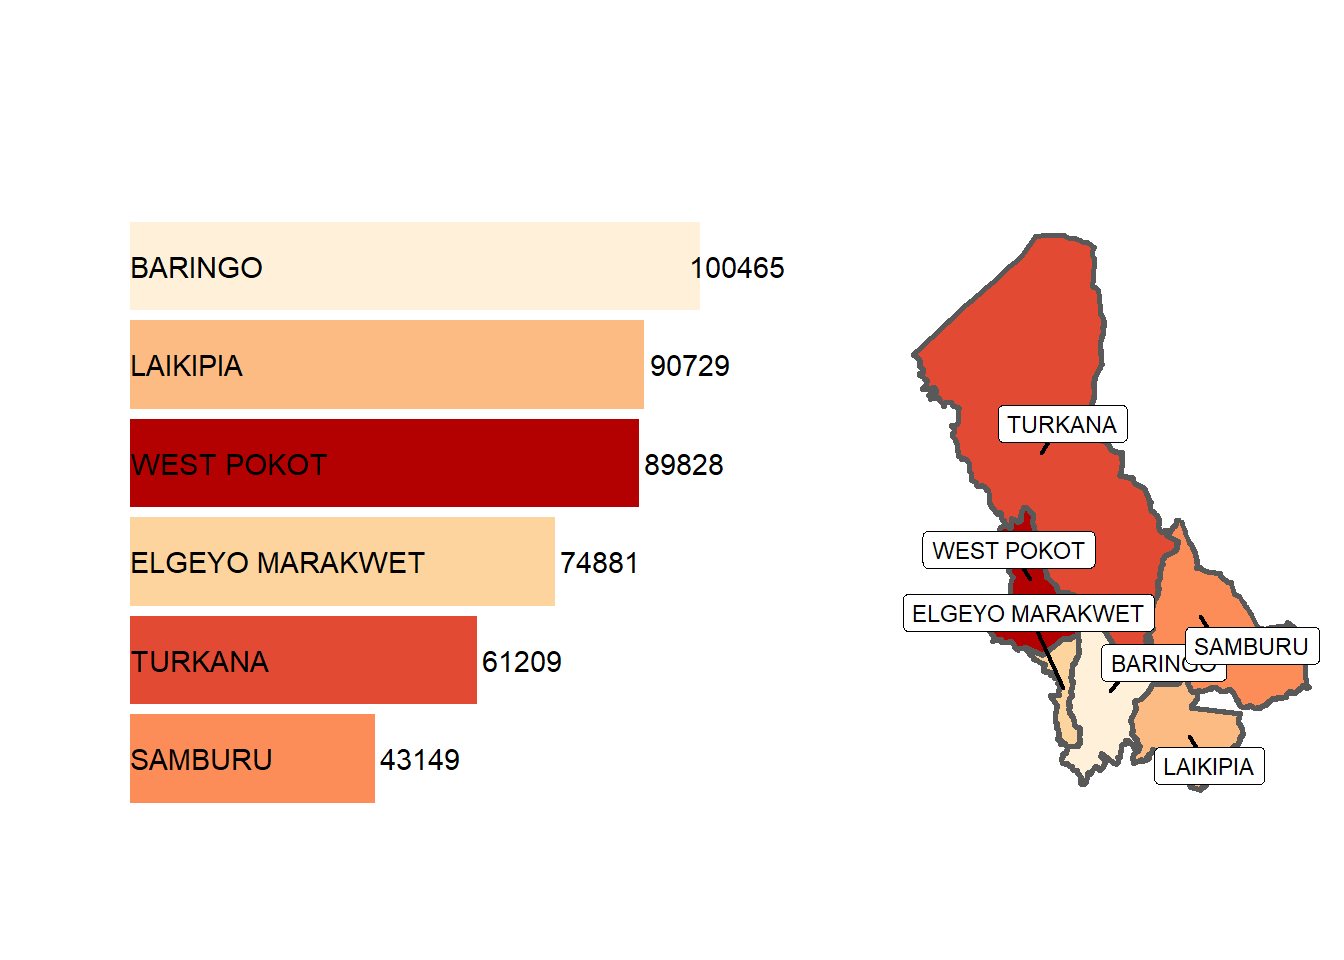 BARINGO 100465
LAIKIPIA 90729
WEST POKOT 89828
ELGEYO MARAKWET 74881
TURKANA 61209
SAMBURU 43149
TURKANA
WEST POKOT
ELGEYO MARAKWET
SAMBURU
BARINGO
LAIKIPIA